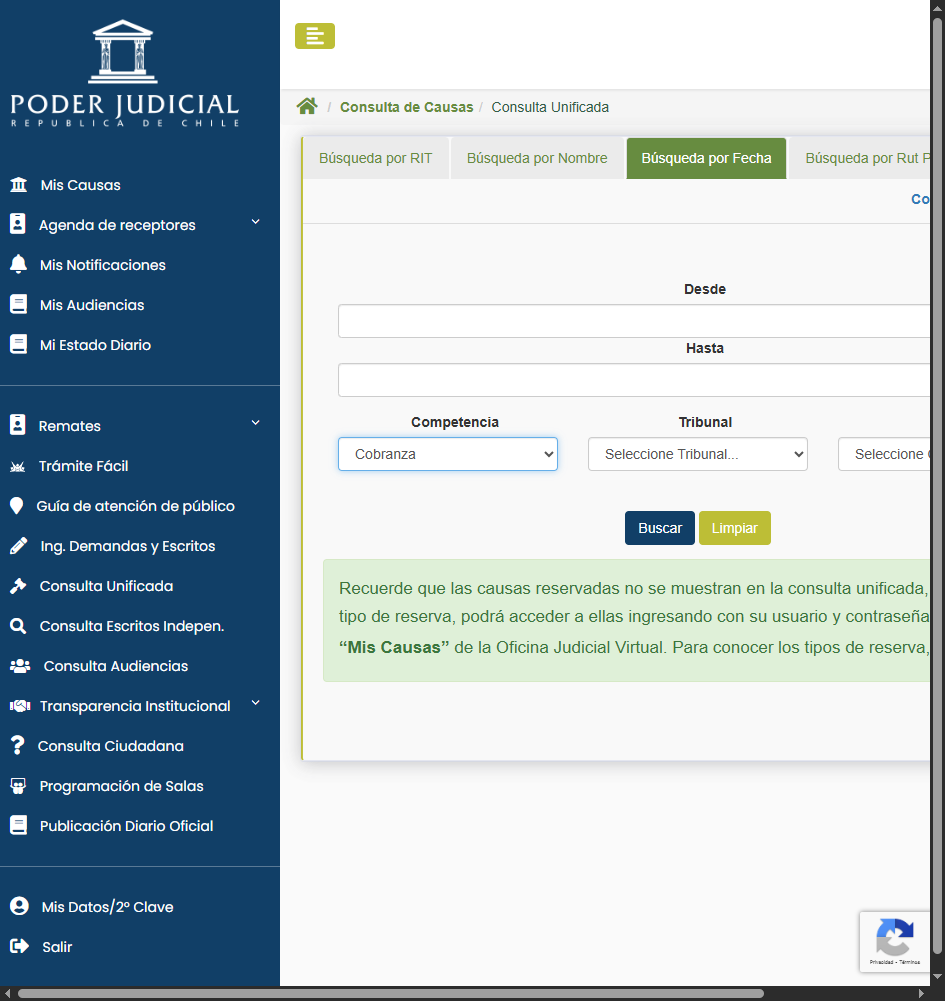 PODER JUDICIAL
REPUBLICA DE CHILE
Mis Causas
Agenda de receptores
Mis Notificaciones
Mis Audiencias
Mi Estado Diario
Remates
Trámite Fácil
Guía de atención de público
Ing. Demandas y Escritos
Consulta Unificada
Consulta Escritos Indepen.
Consulta Audiencias
Transparencia Institucional
Consulta Ciudadana
Programación de Salas
Publicación Diario Oficial
Mis Datos/2º Clave
Salir
/ Consulta de Causas / Consulta Unificada
Búsqueda por RIT Búsqueda por Nombre Búsqueda por Fecha Búsqueda por Rut P
Co
Desde
Hasta
Competencia Tribunal
Cobranza Seleccione Tribunal... Seleccione
Buscar Limpiar
Recuerde que las causas reservadas no se muestran en la consulta unificada,
tipo de reserva, podrá acceder a ellas ingresando con su usuario y contraseña
“Mis Causas” de la Oficina Judicial Virtual. Para conocer los tipos de reserva,
Privacidad - Términos